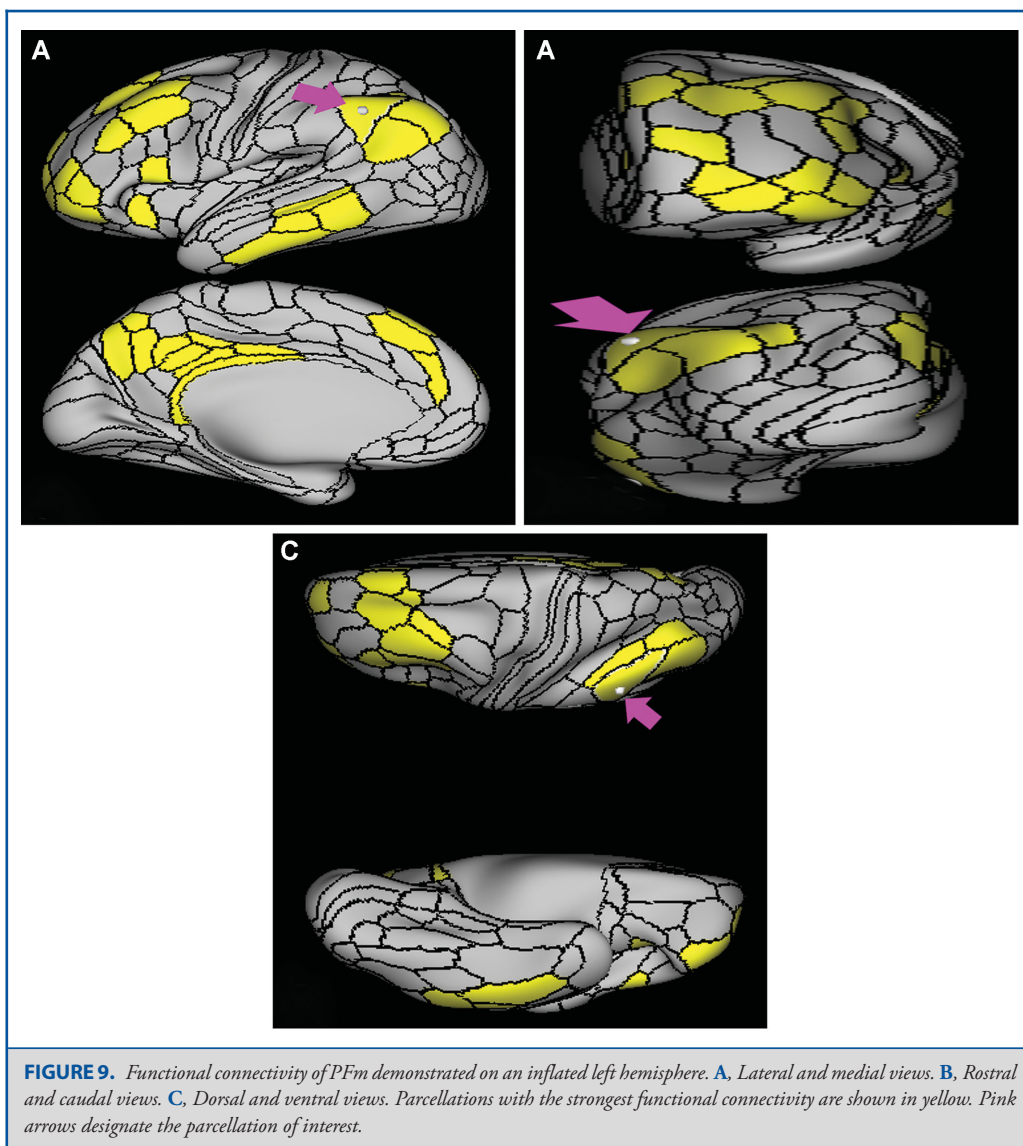 A
A
C
FIGURE 9. Functional connectivity of PFm demonstrated on an inflated left hemisphere. A, Lateral and medial views. B, Rostral
and caudal views. C, Dorsal and ventral views. Parcellations with the strongest functional connectivity are shown in yellow. Pink
arrows designate the parcellation of interest.